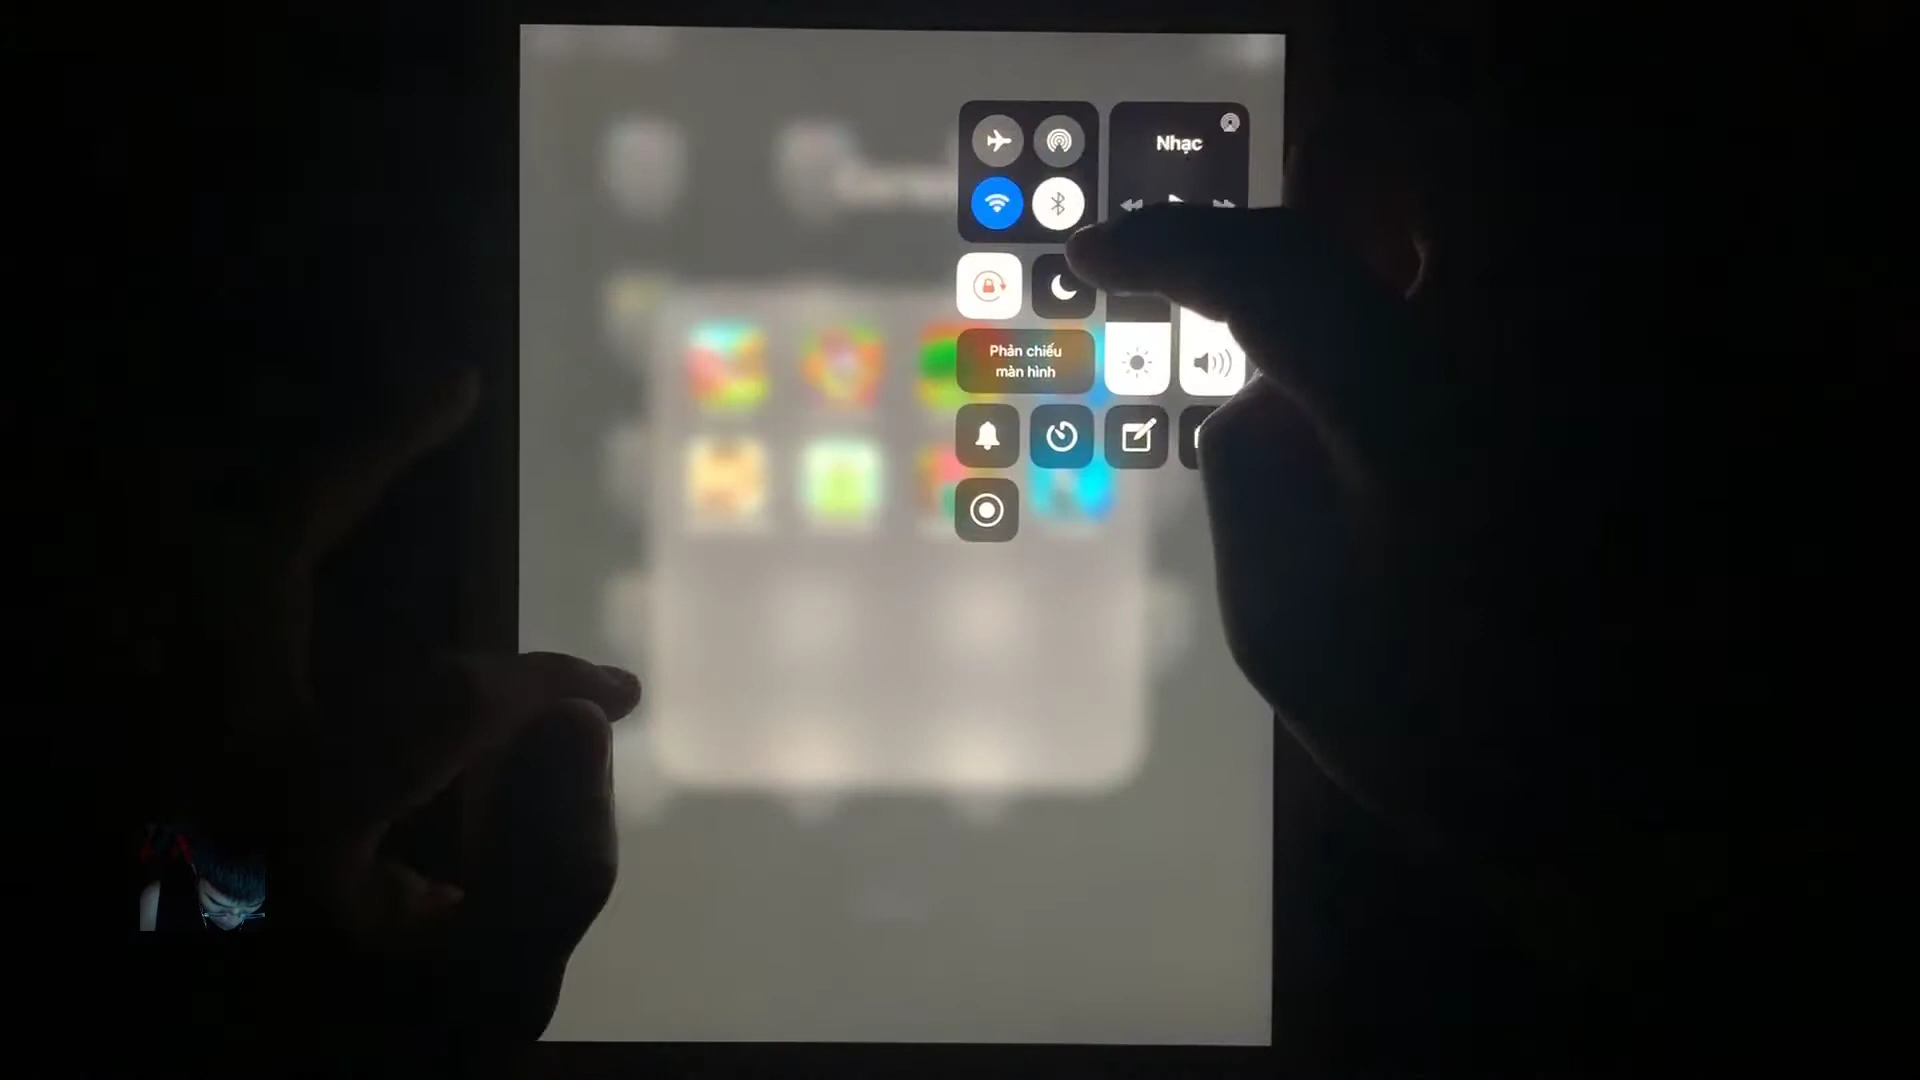 Nhạc
Phản chiếu
màn hình